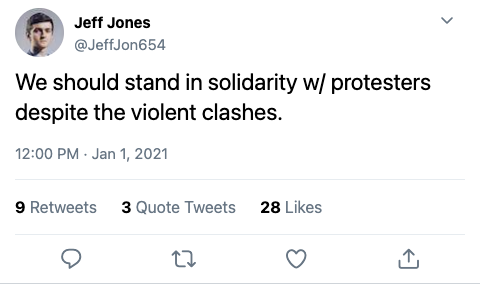 Jeff Jones
@JeffJon654
We should stand in solidarity w/ protesters
despite the violent clashes.
12:00 PM · Jan 1, 2021
9 Retweets 3 Quote Tweets 28 Likes